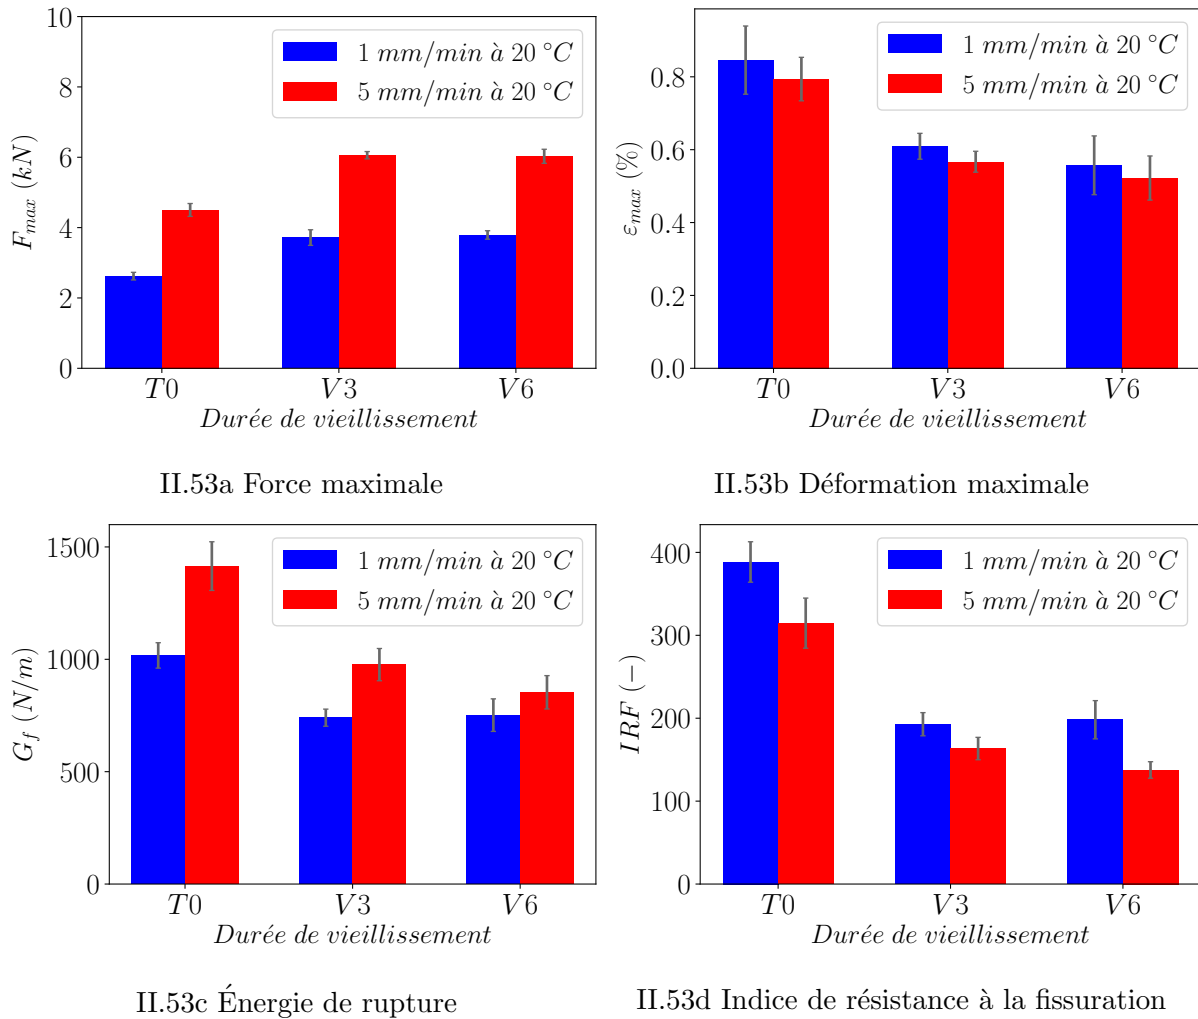 10
8
6
4
2
0
F_max (kN)
1 mm/min à 20 °C
5 mm/min à 20 °C
T0 V3 V6
Durée de vieillissement
II.53a Force maximale
0.8
0.6
0.4
0.2
0.0
ε_max (%)
1 mm/min à 20 °C
5 mm/min à 20 °C
T0 V3 V6
Durée de vieillissement
II.53b Déformation maximale
1500
1000
500
0
G_f (N/m)
1 mm/min à 20 °C
5 mm/min à 20 °C
T0 V3 V6
Durée de vieillissement
II.53c Énergie de rupture
400
300
200
100
0
IRF (−)
1 mm/min à 20 °C
5 mm/min à 20 °C
T0 V3 V6
Durée de vieillissement
II.53d Indice de résistance à la fissuration